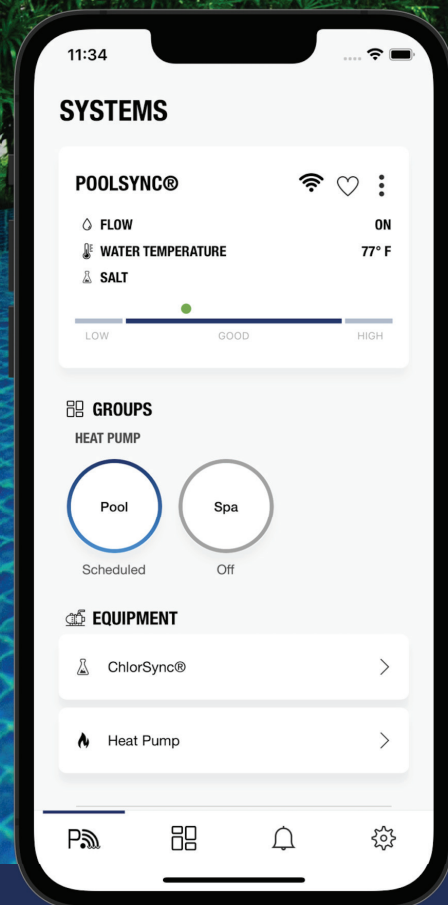 11:34
SYSTEMS
POOLSYNC®
FLOW ON
WATER TEMPERATURE 77° F
SALT
LOW GOOD HIGH
GROUPS
HEAT PUMP
Pool Spa
Scheduled Off
EQUIPMENT
ChlorSync®
Heat Pump
P